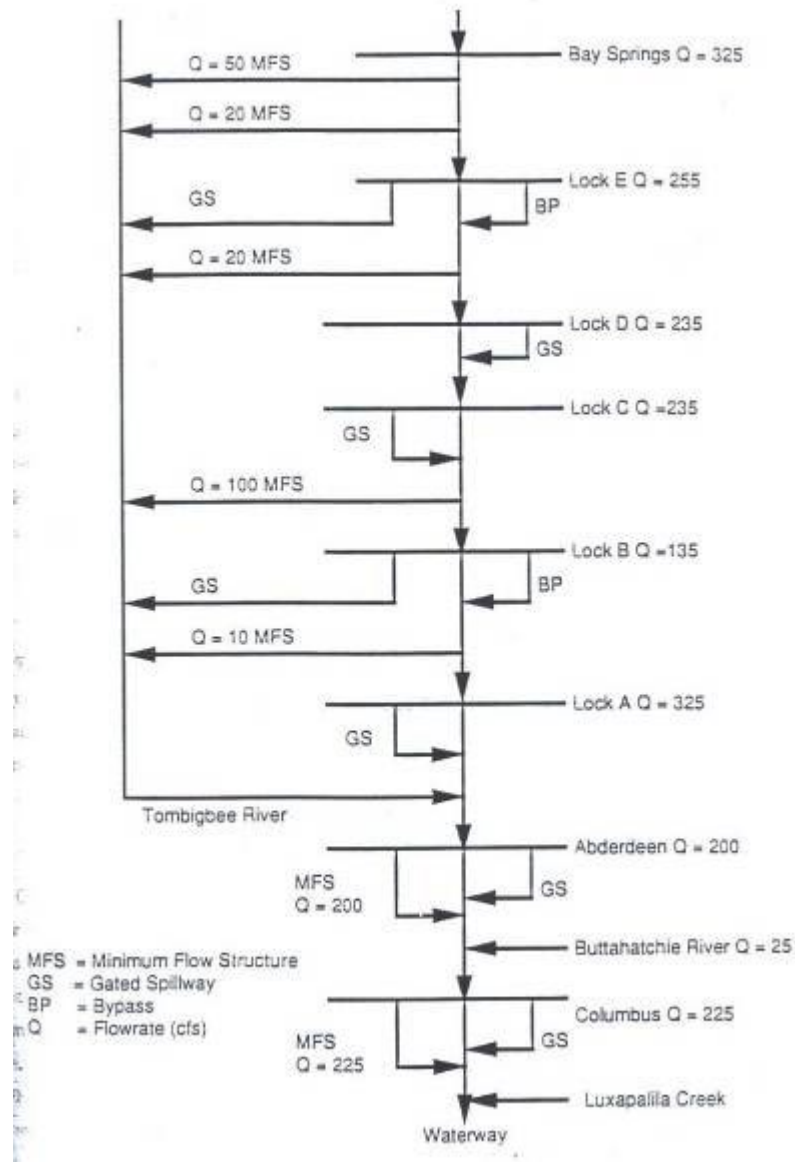 Bay Springs Q = 325
Q = 50 MFS
Q = 20 MFS
Lock E Q = 255
GS
BP
Q = 20 MFS
Lock D Q = 235
GS
Lock C Q =235
GS
Q = 100 MFS
Lock B Q =135
GS
BP
Q = 10 MFS
Lock A Q = 325
GS
Tombigbee River
Abderdeen Q = 200
MFS
Q = 200
GS
Buttahatchie River Q = 25
MFS = Minimum Flow Structure
GS = Gated Spillway
BP = Bypass
Q = Flowrate (cfs)
Columbus Q = 225
MFS
Q = 225
GS
Luxapalila Creek
Waterway